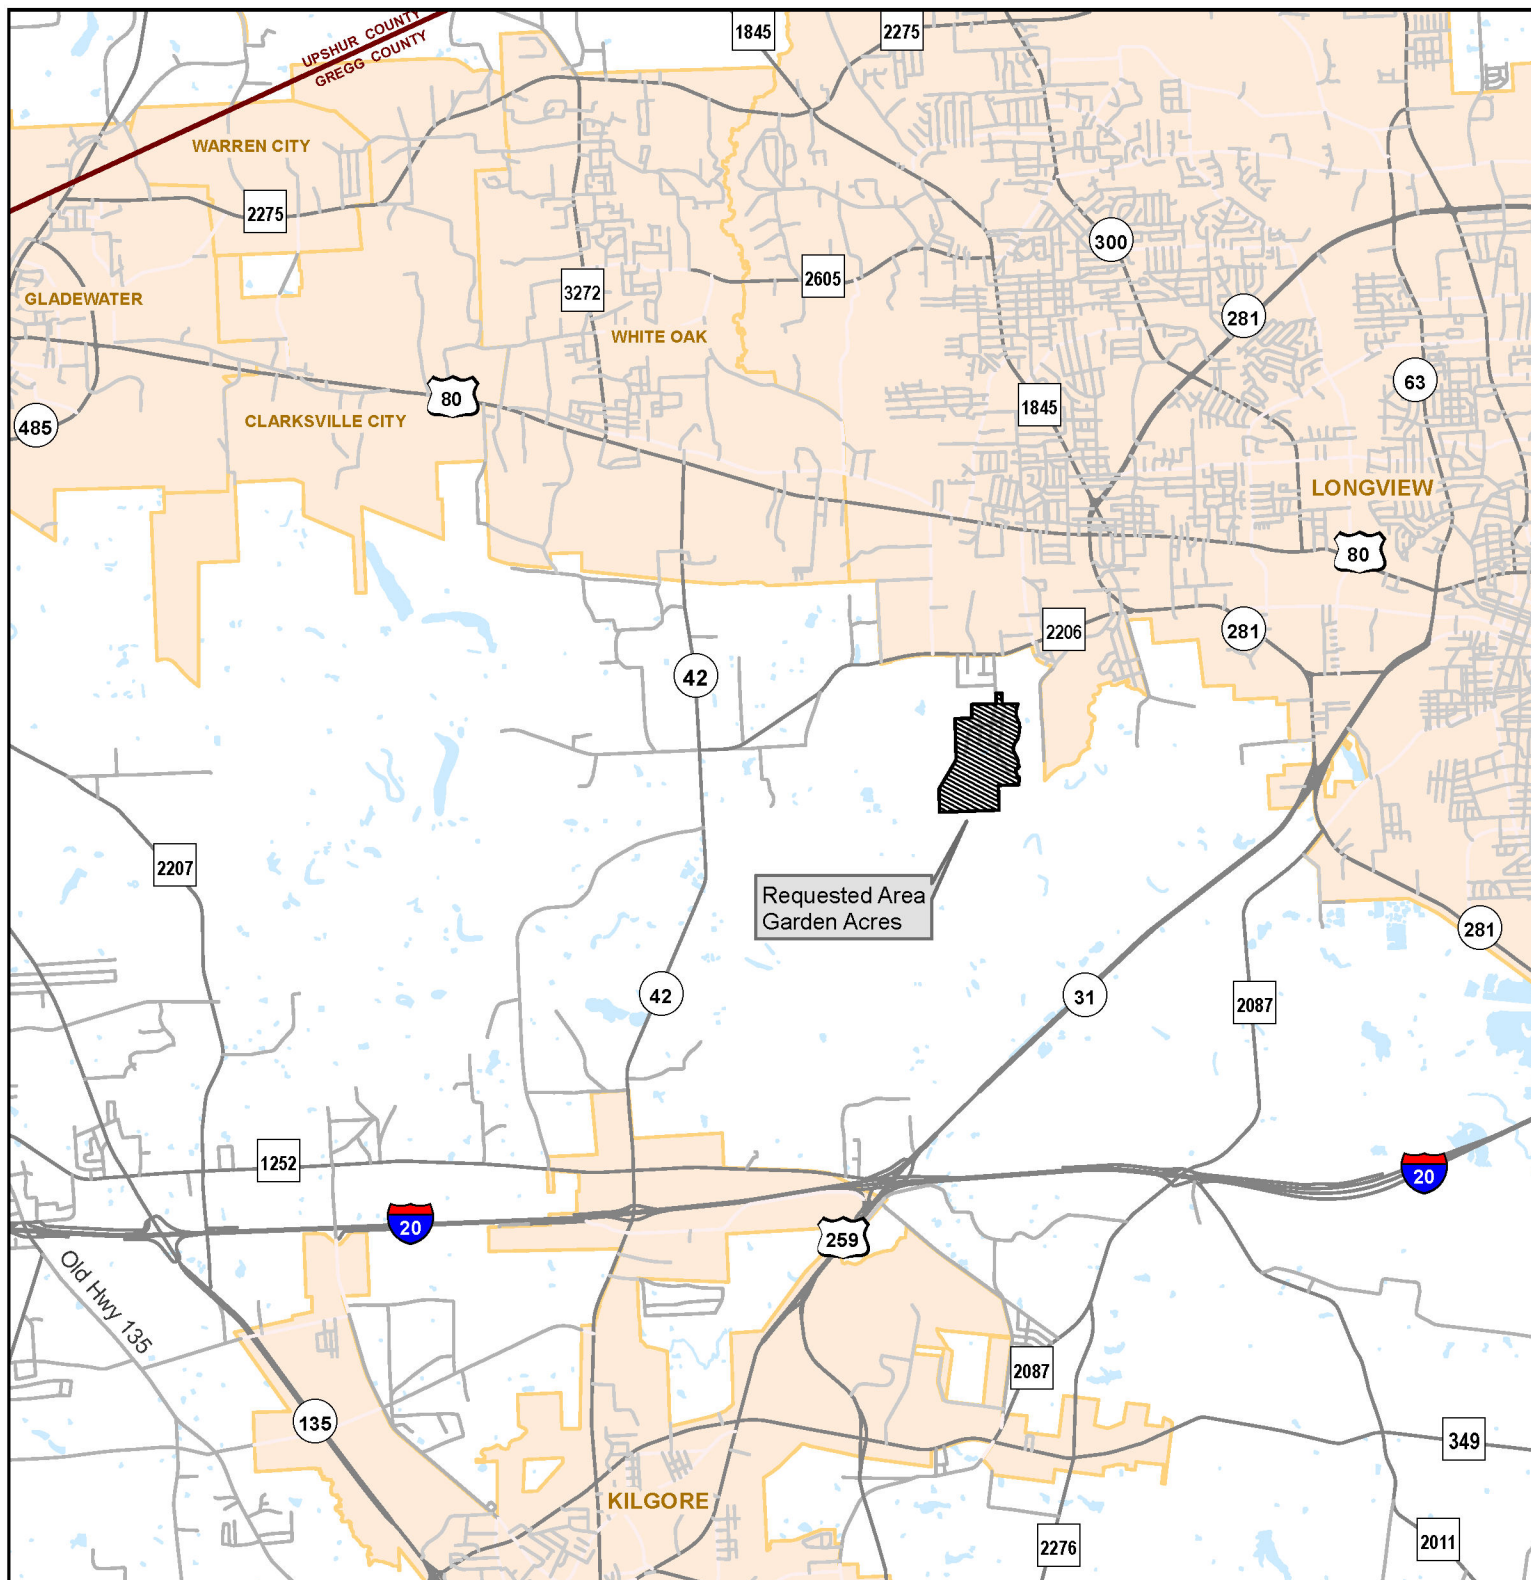 UPSHUR COUNTY
GREGG COUNTY
1845
2275
WARREN CITY
2275
300
GLADEWATER
3272
2605
281
WHITE OAK
63
80
1845
CLARKSVILLE CITY
485
LONGVIEW
80
2206
281
42
2207
Requested Area
Garden Acres
281
42
31
2087
1252
20
20
259
Old Hwy 135
2087
135
349
KILGORE
2276
2011